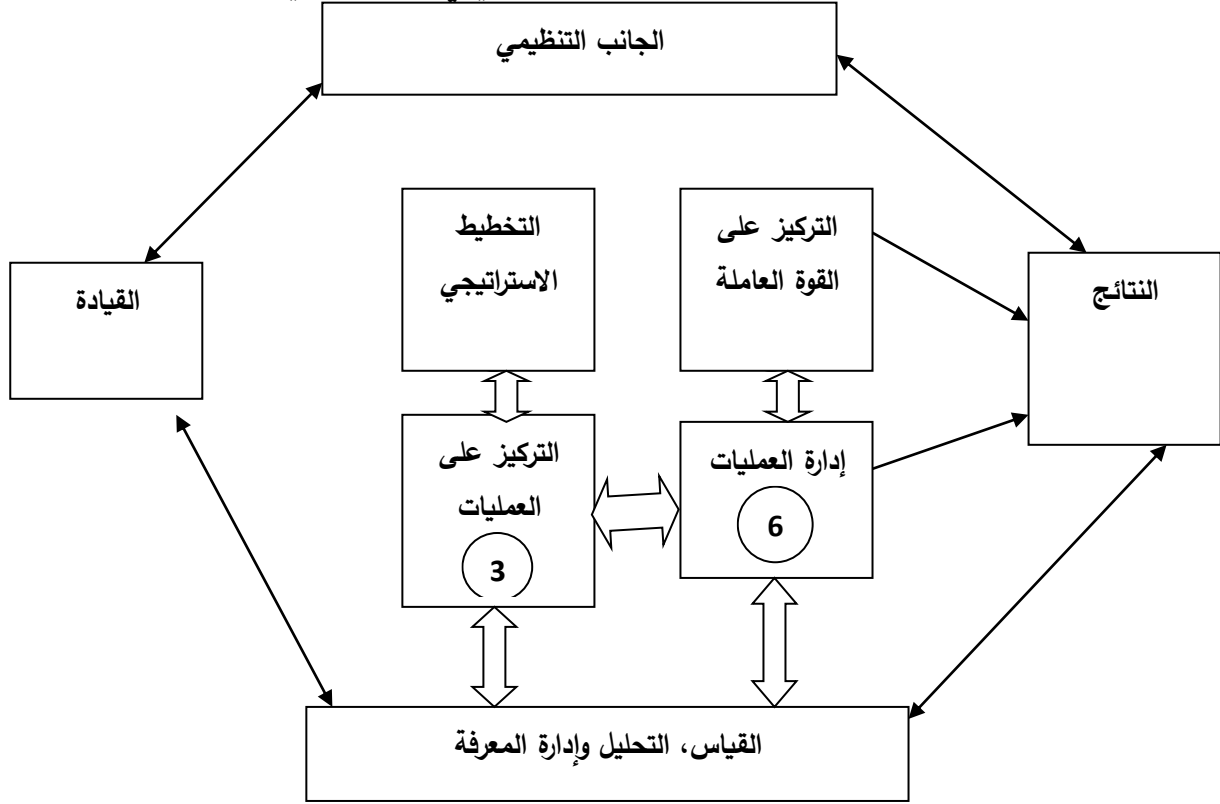 الجانب التنظيمي
التركيز على
القوة العاملة
التخطيط
الاستراتيجي
النتائج
القيادة
إدارة العمليات
6
التركيز على
العمليات
3
القياس، التحليل وإدارة المعرفة